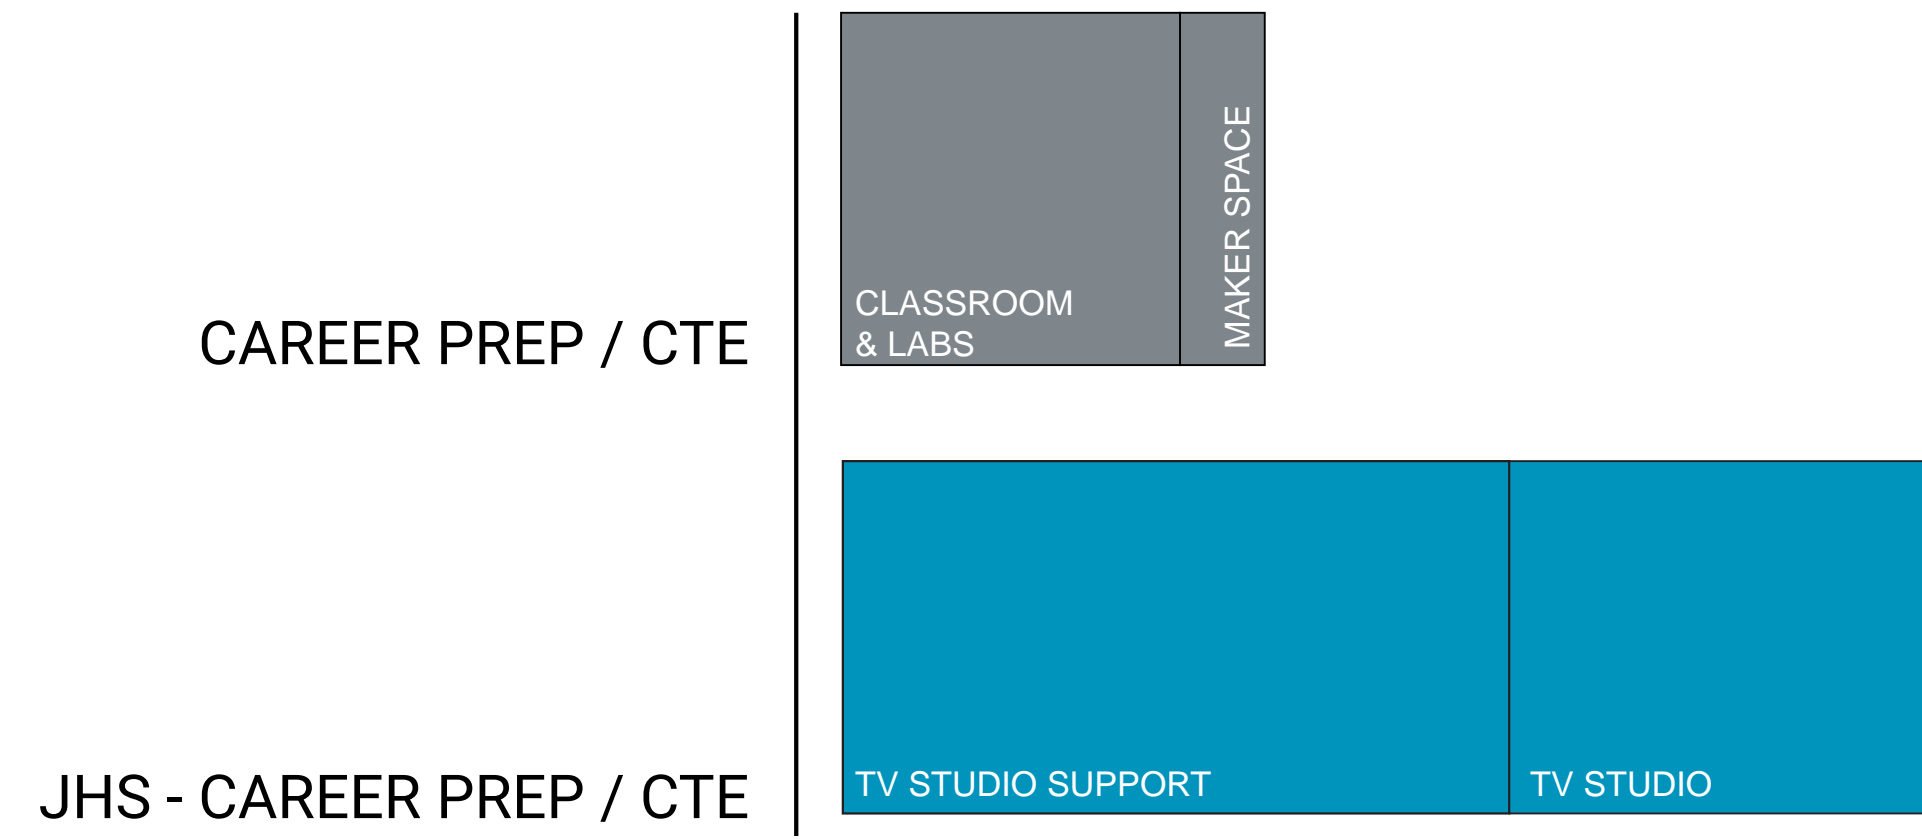 CAREER PREP / CTE
CLASSROOM
& LABS
MAKER SPACE
JHS - CAREER PREP / CTE
TV STUDIO SUPPORT
TV STUDIO